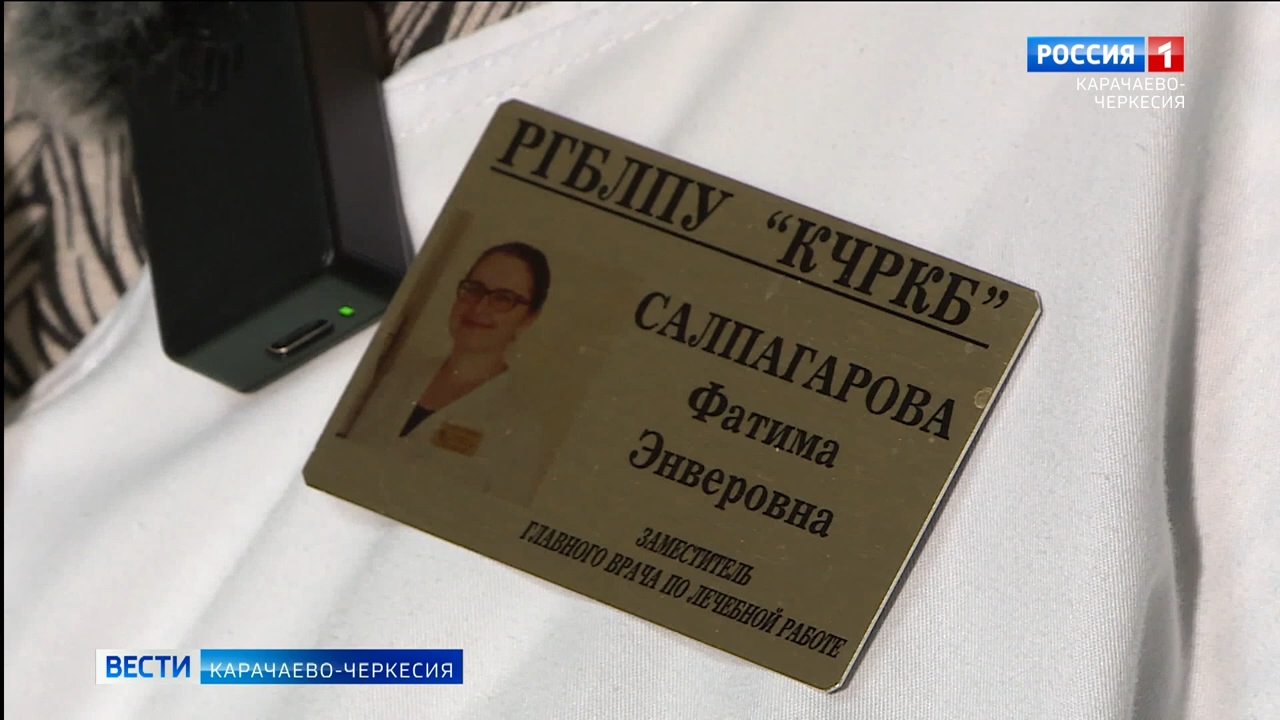 РОССИЯ 1
КАРАЧАЕВО-
ЧЕРКЕСИЯ
РГБЛПУ “КЧРКБ”
САЛПАГАРОВА
Фатима
Энверовна
ЗАМЕСТИТЕЛЬ
ГЛАВНОГО ВРАЧА ПО ЛЕЧЕБНОЙ РАБОТЕ
ВЕСТИ КАРАЧАЕВО-ЧЕРКЕСИЯ